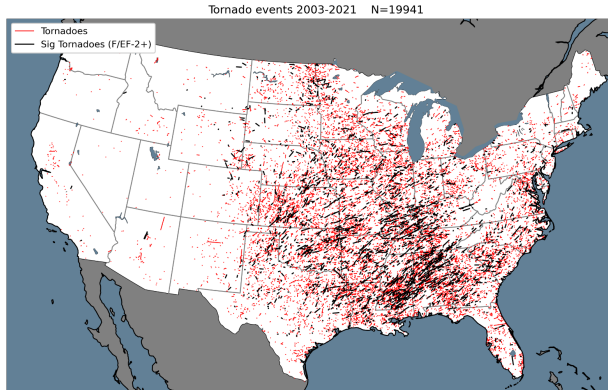 Tornado events 2003-2021    N=19941
Tornadoes
Sig Tornadoes (F/EF-2+)